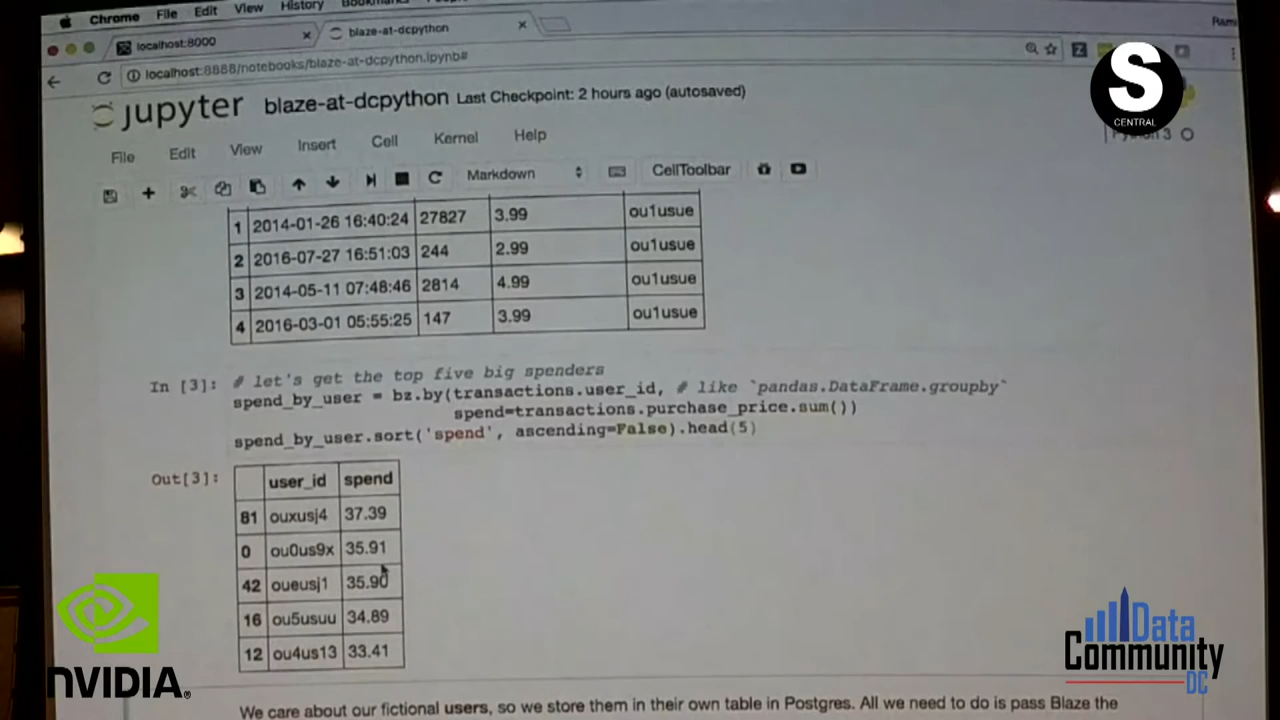 Chrome File Edit View History
localhost:8000
blaze-at-dcpython
localhost:8888/notebooks/blaze-at-dcpython.ipynb#
S
CENTRAL
jupyter blaze-at-dcpython Last Checkpoint: 2 hours ago (autosaved)
File Edit View Insert Cell Kernel Help
Python 3
Markdown CellToolbar
1 2014-01-26 16:40:24 27827 3.99 ou1usue
2 2016-07-27 16:51:03 244 2.99 ou1usue
3 2014-05-11 07:48:46 2814 4.99 ou1usue
4 2016-03-01 05:55:25 147 3.99 ou1usue
In [3]: # let's get the top five big spenders
spend_by_user = bz.by(transactions.user_id, # like `pandas.DataFrame.groupby`
spend=transactions.purchase_price.sum())
spend_by_user.sort('spend', ascending=False).head(5)
Out[3]:
user_id spend
81 ouxusj4 37.39
0 ou0us9x 35.91
42 oueusj1 35.90
16 ou5usuu 34.89
12 ou4us13 33.41
We care about our fictional users, so we store them in their own table in Postgres. All we need to do is pass Blaze the
NVIDIA.
Data
Community
DC